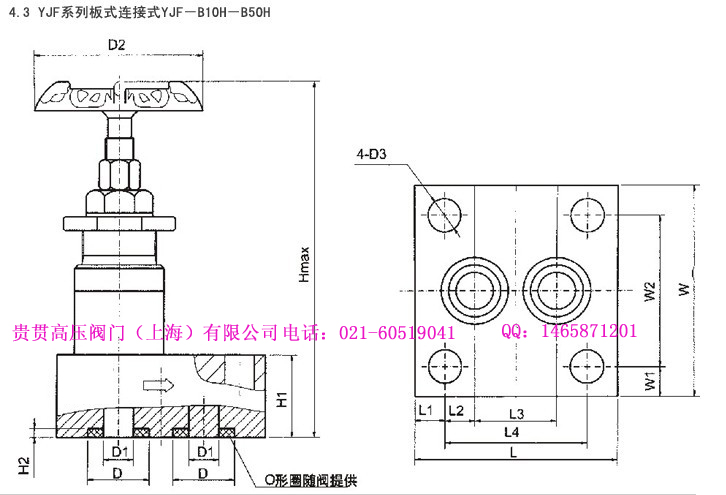 4.3 YJF系列板式连接式YJF—B10H—B50H
D2
4-D3
Hmax
W2
W
贵贯高压阀门（上海）有限公司电话：021-60519041
QQ：1465871201
H1
W1
L1
L2
L3
L4
D1
D1
H2
D
D
L
O形圈随阀提供